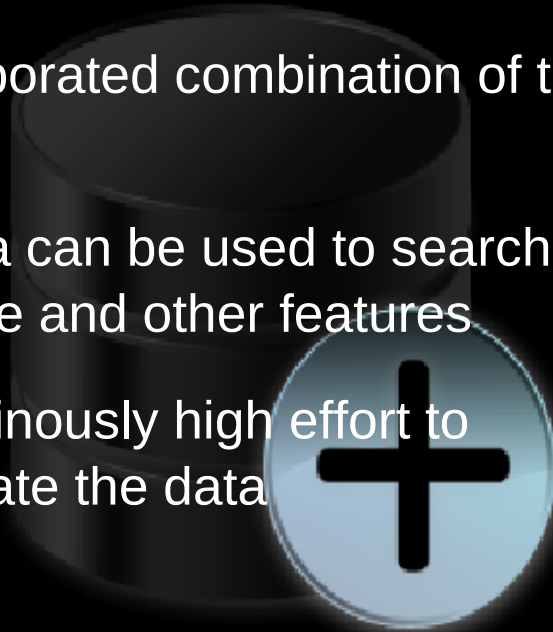 porated combination of t
a can be used to search
e and other features
inously high effort to
ate the data